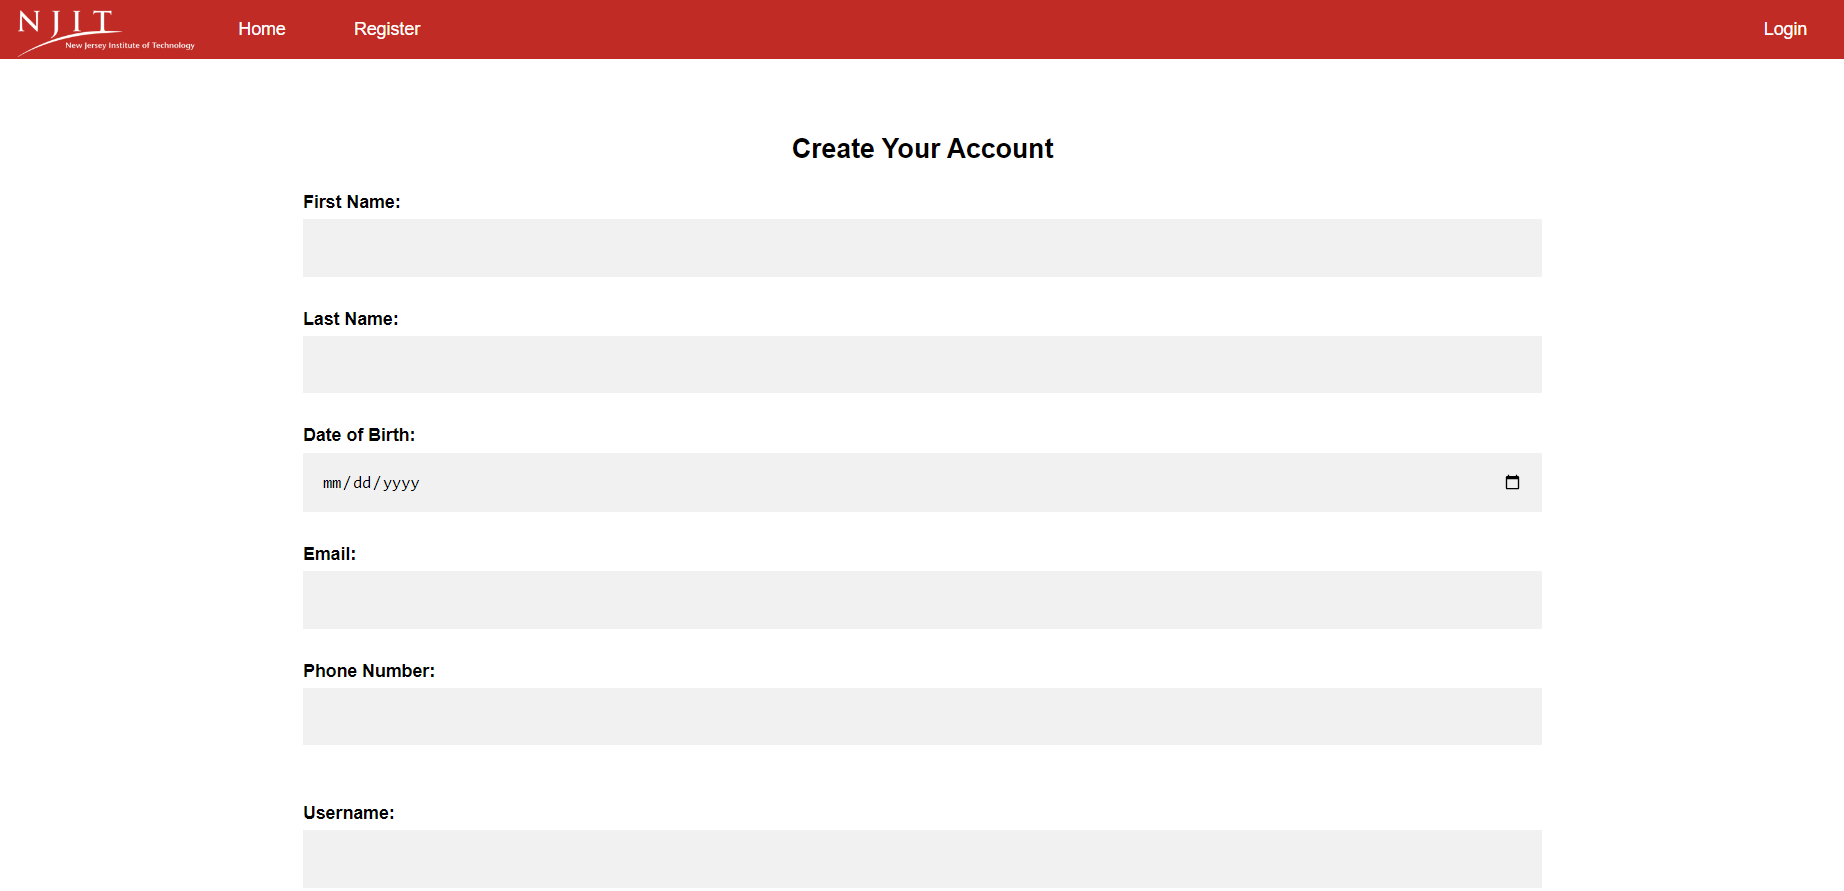 NJIT
New Jersey Institute of Technology
Home
Register
Login
Create Your Account
First Name:
Last Name:
Date of Birth:
mm/dd/yyyy
Email:
Phone Number:
Username: